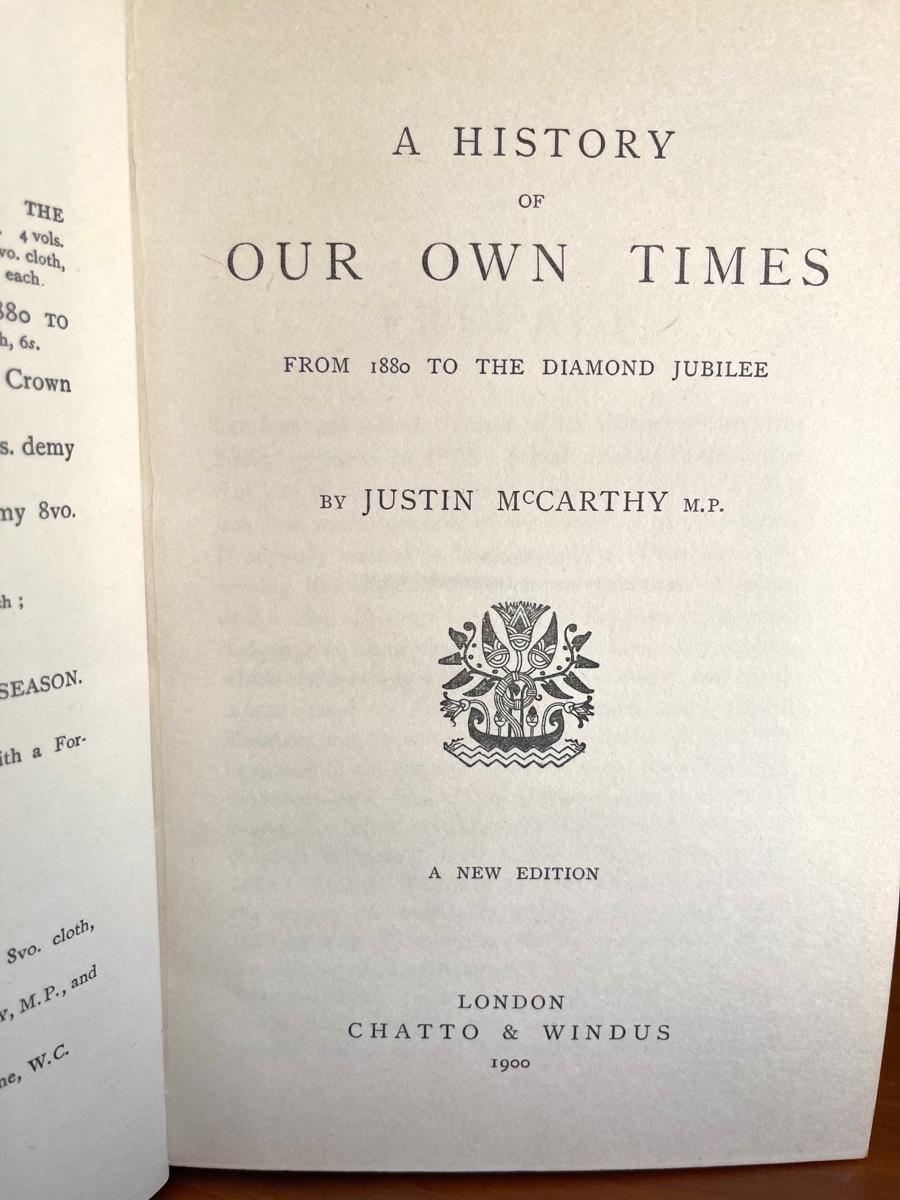 THE
4 vols.
vo. cloth,
each.
880 TO
h, 6s.
Crown
s. demy
my 8vo.
th ;
SEASON.
ith a For-
8vo. cloth,
y, M.P., and
ne, W.C.
A HISTORY
OF
OUR OWN TIMES
FROM 1880 TO THE DIAMOND JUBILEE
BY JUSTIN McCARTHY M.P.
A NEW EDITION
LONDON
CHATTO & WINDUS
1900